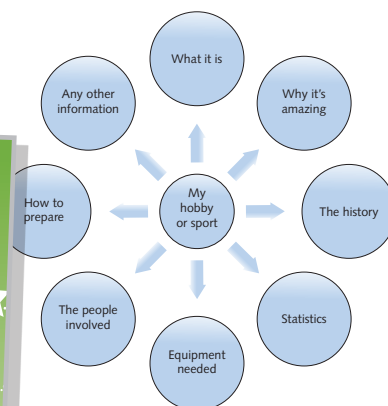 What it is
Why it's
amazing
The history
Statistics
Equipment
needed
The people
involved
How to
prepare
Any other
information
My
hobby
or sport